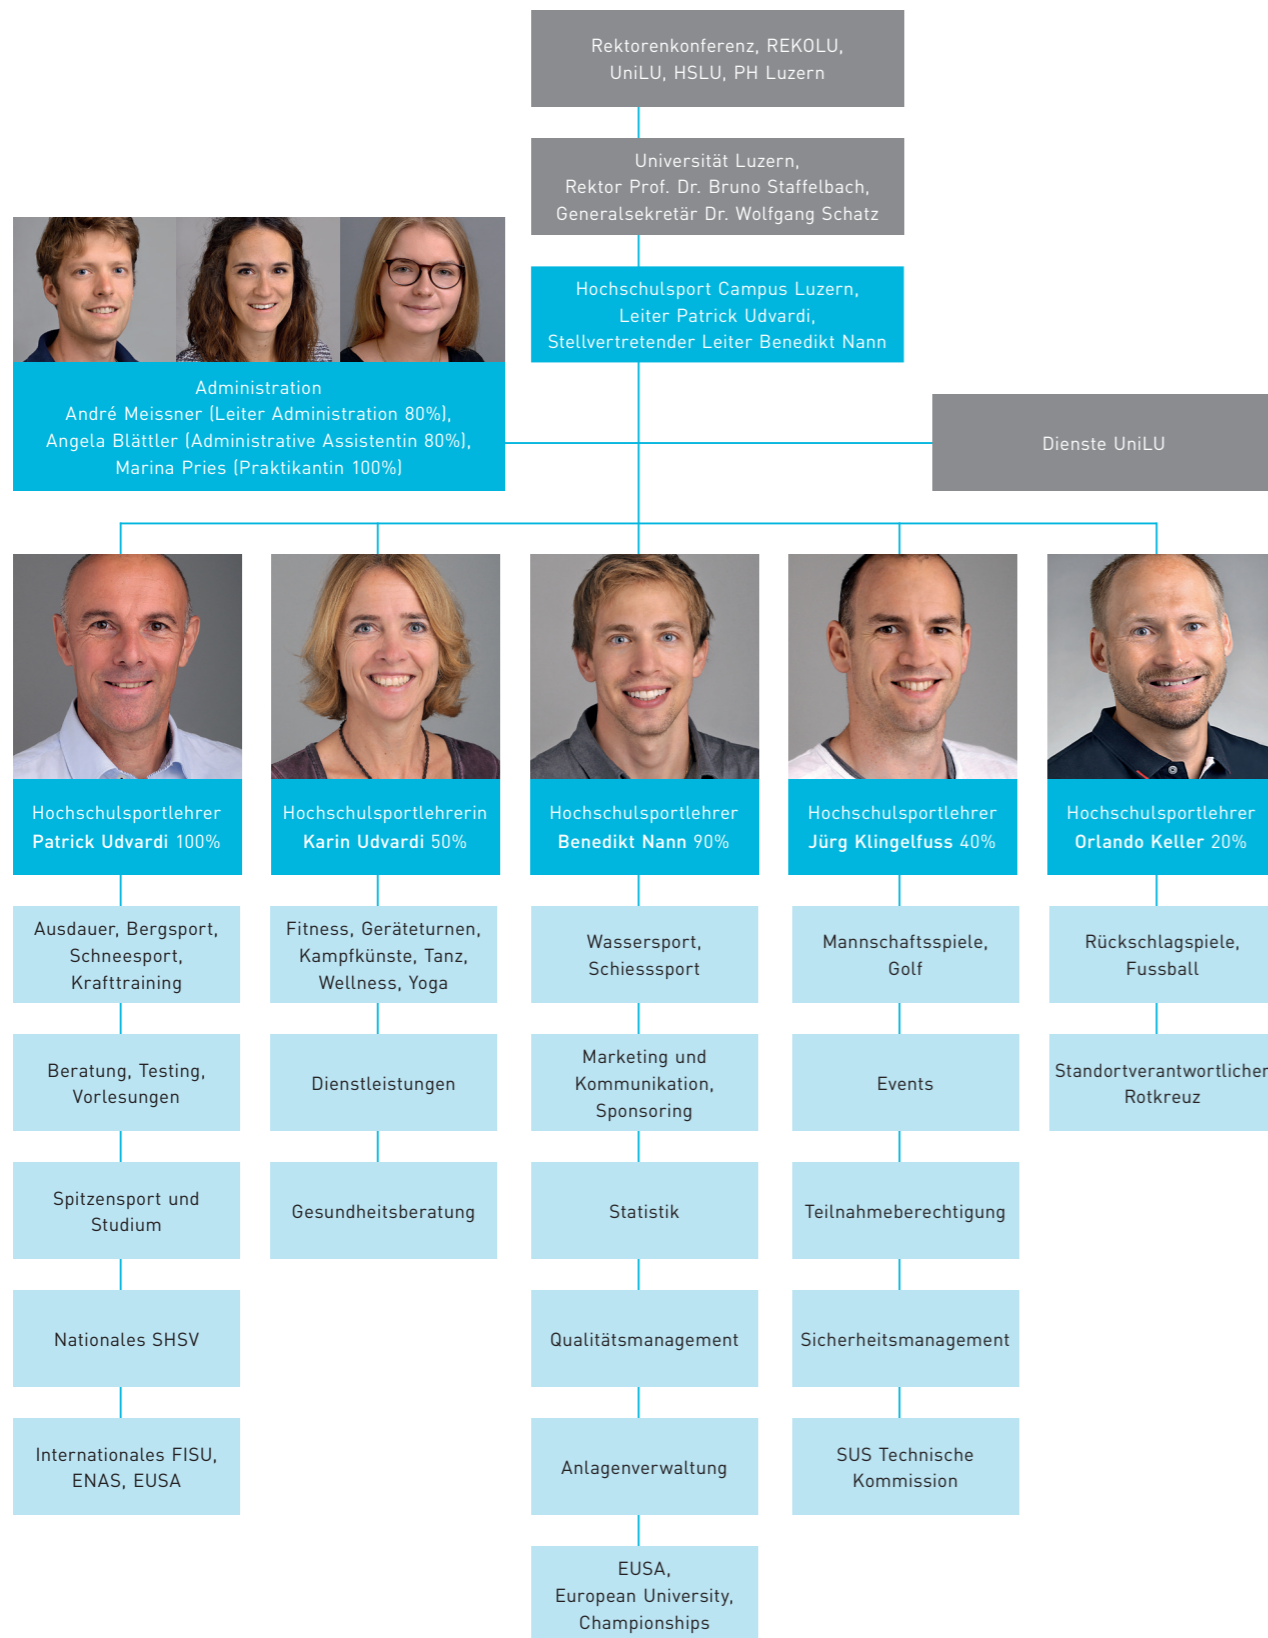 Rektorenkonferenz, REKOLU,
UniLU, HSLU, PH Luzern
Universität Luzern,
Rektor Prof. Dr. Bruno Staffelbach,
Generalsekretär Dr. Wolfgang Schatz
Hochschulsport Campus Luzern,
Leiter Patrick Udvardi,
Stellvertretender Leiter Benedikt Nann
Administration
André Meissner (Leiter Administration 80%),
Angela Blättler (Administrative Assistentin 80%),
Marina Pries (Praktikantin 100%)
Dienste UniLU
Hochschulsportlehrer
Patrick Udvardi 100%
Ausdauer, Bergsport,
Schneesport,
Krafttraining
Beratung, Testing,
Vorlesungen
Spitzensport und
Studium
Nationales SHSV
Internationales FISU,
ENAS, EUSA
Hochschulsportlehrerin
Karin Udvardi 50%
Fitness, Geräteturnen,
Kampfkünste, Tanz,
Wellness, Yoga
Dienstleistungen
Gesundheitsberatung
Hochschulsportlehrer
Benedikt Nann 90%
Wassersport,
Schiesssport
Marketing und
Kommunikation,
Sponsoring
Statistik
Qualitätsmanagement
Anlagenverwaltung
EUSA,
European University,
Championships
Hochschulsportlehrer
Jürg Klingelfuss 40%
Mannschaftsspiele,
Golf
Events
Teilnahmeberechtigung
Sicherheitsmanagement
SUS Technische
Kommission
Hochschulsportlehrer
Orlando Keller 20%
Rückschlagspiele,
Fussball
Standortverantwortlicher
Rotkreuz